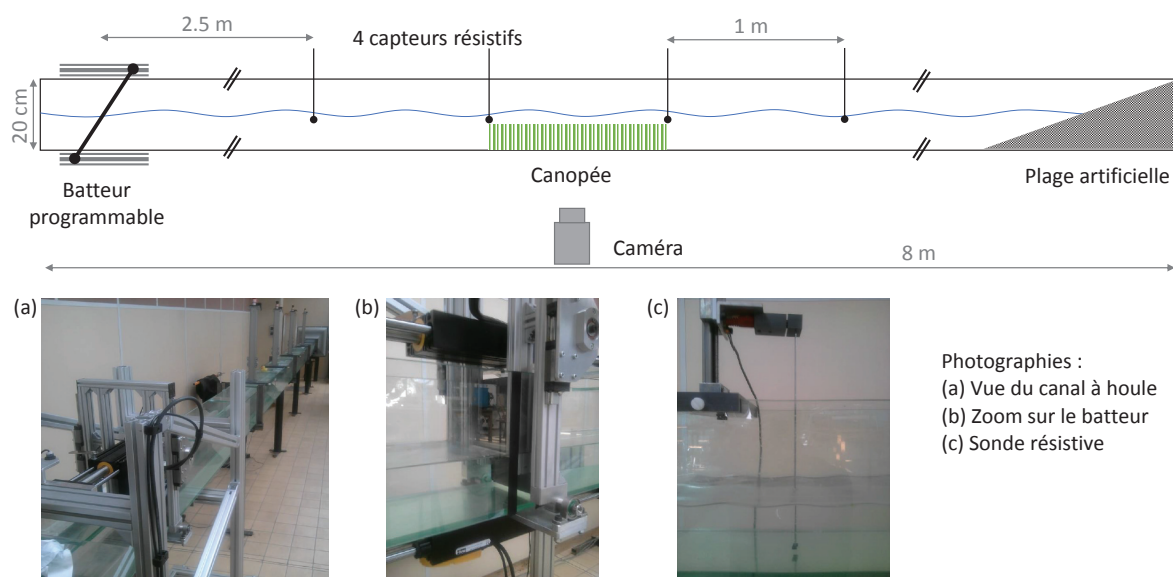 2.5 m
4 capteurs résistifs
1 m
20 cm
Batteur
programmable
Canopée
Plage artificielle
Caméra
8 m
(a)
(b)
(c)
Photographies :
(a) Vue du canal à houle
(b) Zoom sur le batteur
(c) Sonde résistive